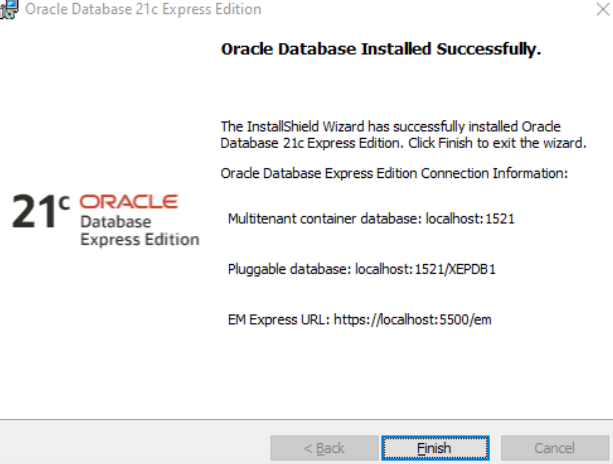 Oracle Database 21c Express Edition
Oracle Database Installed Successfully.
The InstallShield Wizard has successfully installed Oracle
Database 21c Express Edition. Click Finish to exit the wizard.
Oracle Database Express Edition Connection Information:
21c ORACLE
Database
Express Edition
Multitenant container database: localhost:1521
Pluggable database: localhost:1521/XEPDB1
EM Express URL: https://localhost:5500/em
< Back
Finish
Cancel